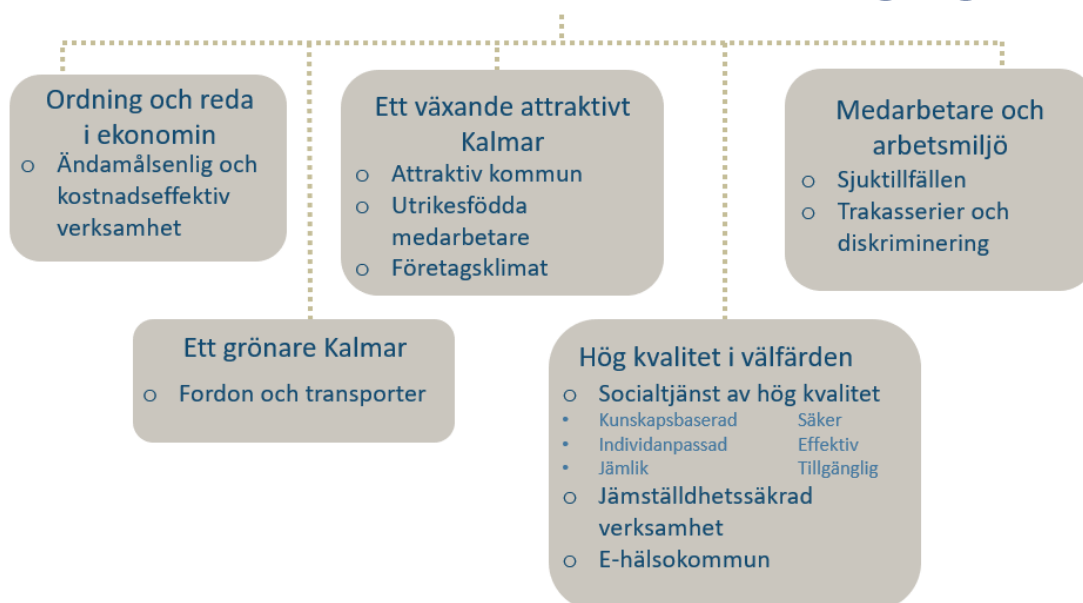 Ordning och reda
i ekonomin
o Ändamålsenlig och
kostnadseffektiv
verksamhet
Ett växande attraktivt
Kalmar
o Attraktiv kommun
o Utrikesfödda
medarbetare
o Företagsklimat
Medarbetare och
arbetsmiljö
o Sjuktillfällen
o Trakasserier och
diskriminering
Ett grönare Kalmar
o Fordon och transporter
Hög kvalitet i välfärden
o Socialtjänst av hög kvalitet
• Kunskapsbaserad Säker
• Individanpassad Effektiv
• Jämlik Tillgänglig
o Jämställdhetssäkrad
verksamhet
o E-hälsokommun